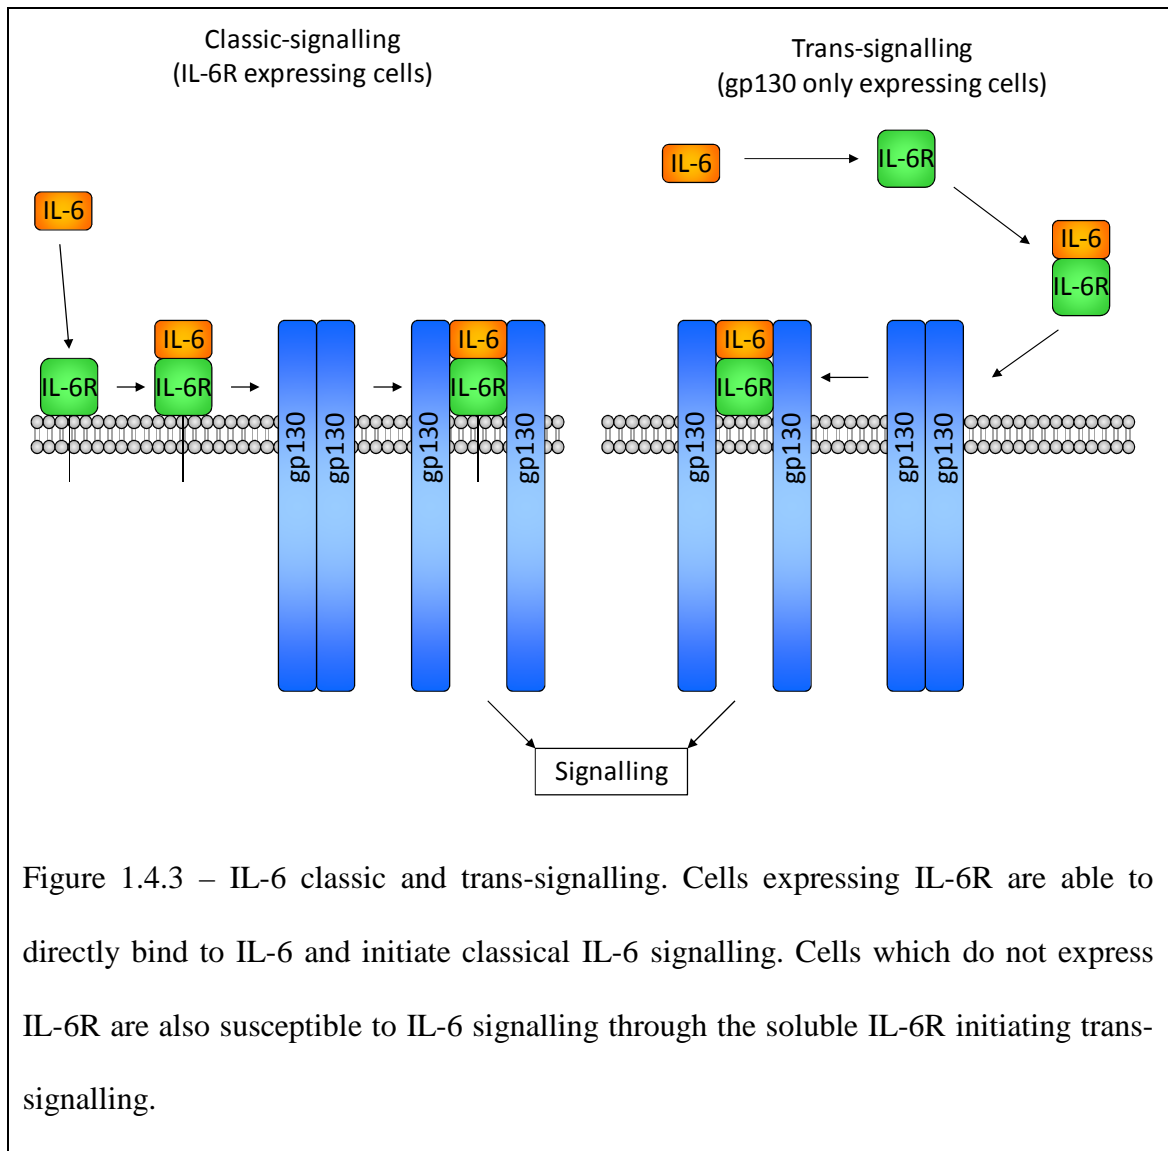 Classic-signalling
(IL-6R expressing cells)
Trans-signalling
(gp130 only expressing cells)
IL-6
IL-6R
IL-6
IL-6R
gp130
gp130
gp130
IL-6
IL-6R
gp130
IL-6
IL-6R
IL-6
IL-6R
gp130
gp130
gp130
IL-6
IL-6R
gp130
Signalling
Figure 1.4.3 – IL-6 classic and trans-signalling. Cells expressing IL-6R are able to
directly bind to IL-6 and initiate classical IL-6 signalling. Cells which do not express
IL-6R are also susceptible to IL-6 signalling through the soluble IL-6R initiating trans-
signalling.